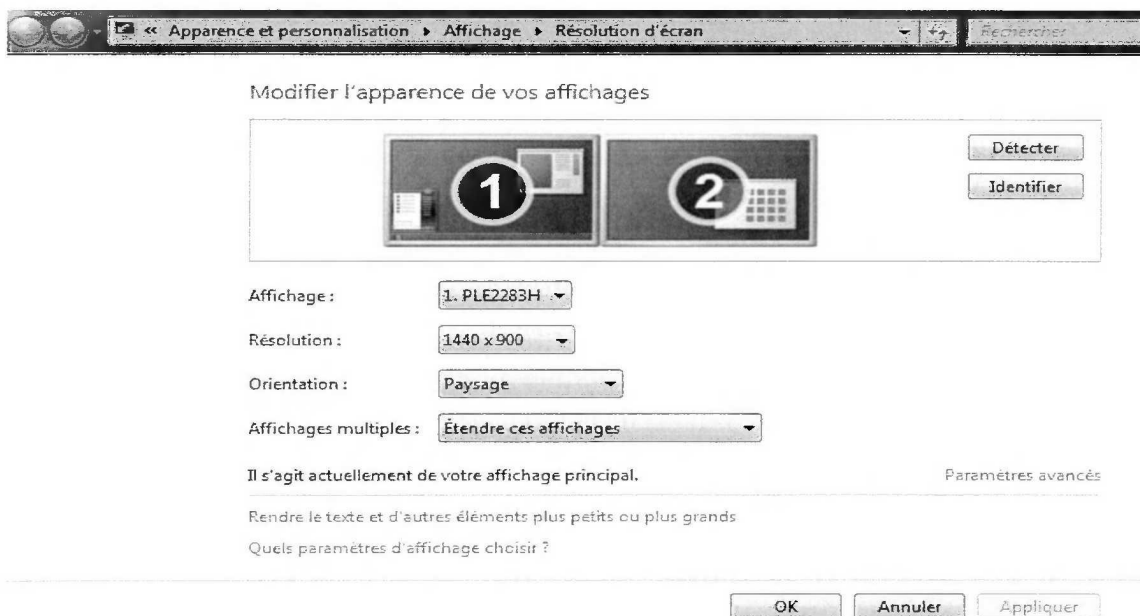 « Apparence et personnalisation ▸ Affichage ▸ Résolution d'écran
Rechercher
Modifier l'apparence de vos affichages
1
2
Détecter
Identifier
Affichage :
1. PLE2283H
Résolution :
1440 x 900
Orientation :
Paysage
Affichages multiples :
Étendre ces affichages
Il s'agit actuellement de votre affichage principal.
Paramètres avancés
Rendre le texte et d'autres éléments plus petits ou plus grands
Quels paramètres d'affichage choisir ?
OK
Annuler
Appliquer